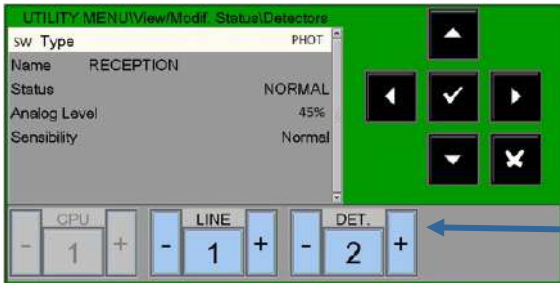 UTILITY MENU\View/Modif. Status\Detectors
SW Type PHOT
Name RECEPTION
Status NORMAL
Analog Level 45%
Sensibility Normal
CPU LINE DET.
- 1 + - 1 + - 2 +